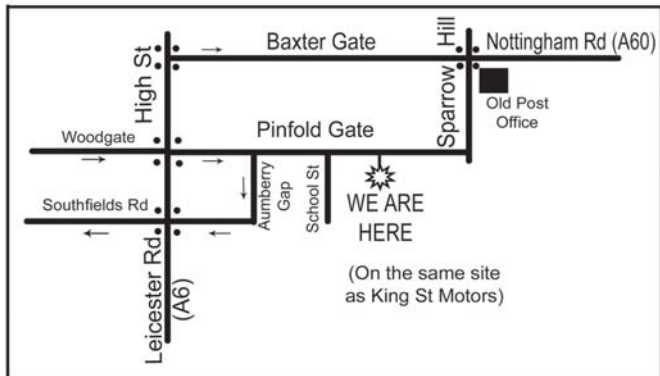 Baxter Gate
Nottingham Rd (A60)
High St
Sparrow Hill
Old Post
Office
Woodgate
Pinfold Gate
Southfields Rd
Aumberry
Gap
School St
WE ARE
HERE
(On the same site
as King St Motors)
Leicester Rd
(A6)